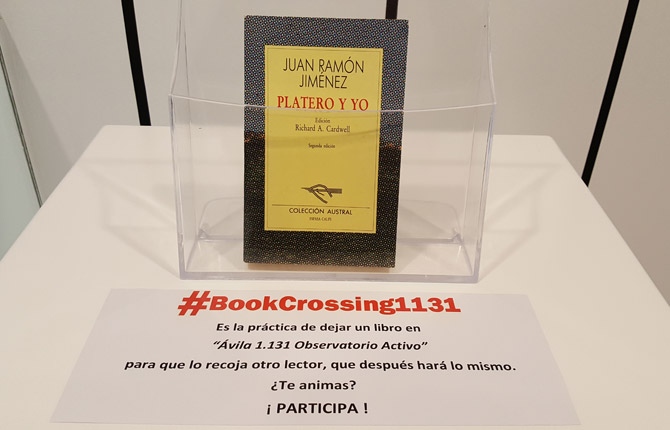 JUAN RAMÓN
JIMÉNEZ
PLATERO Y YO
Edición
Richard A. Cardwell
Segunda edición
COLECCIÓN AUSTRAL
ESPASA CALPE
#BookCrossing1131
Es la práctica de dejar un libro en
“Ávila 1.131 Observatorio Activo”
para que lo recoja otro lector, que después hará lo mismo.
¿Te animas?
¡ PARTICIPA !